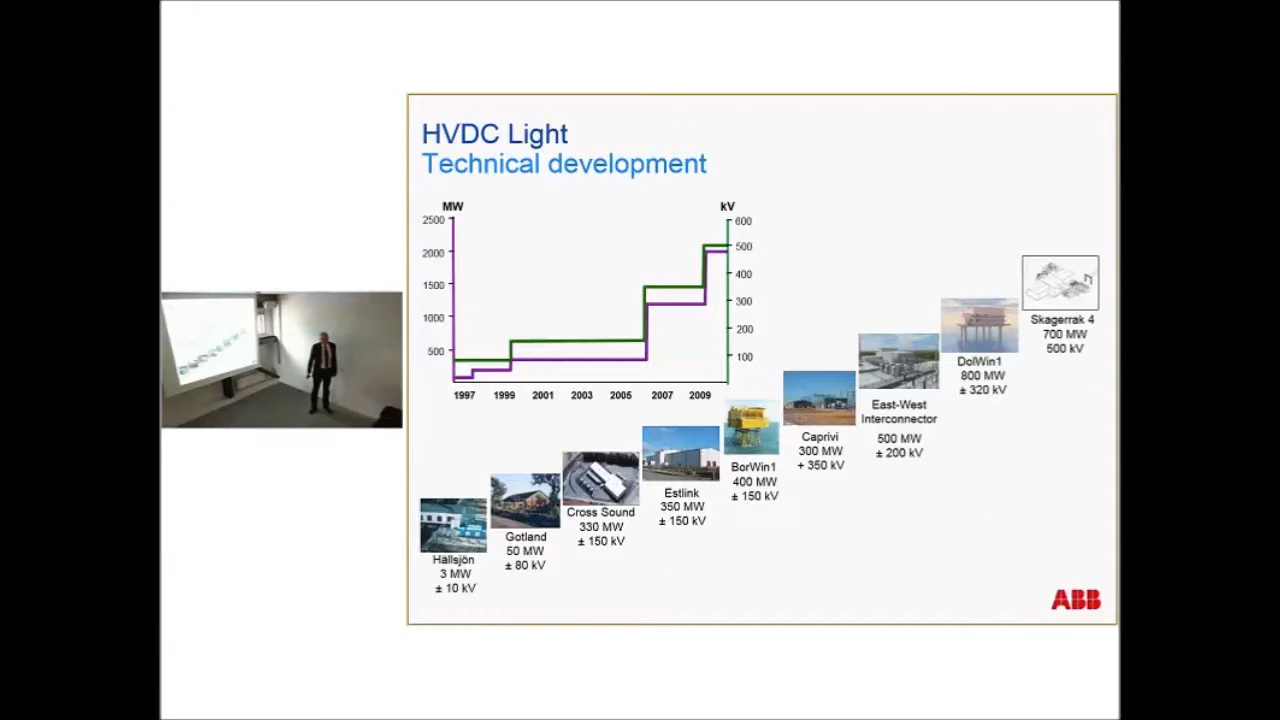 HVDC Light
Technical development
MW
kV
2500
2000
1500
1000
500
600
500
400
300
200
100
1997
1999
2001
2003
2005
2007
2009
Hällsjön
3 MW
± 10 kV
Gotland
50 MW
± 80 kV
Cross Sound
330 MW
± 150 kV
Estlink
350 MW
± 150 kV
BorWin1
400 MW
± 150 kV
Caprivi
300 MW
+ 350 kV
East-West
Interconnector
500 MW
± 200 kV
DolWin1
800 MW
± 320 kV
Skagerrak 4
700 MW
500 kV
ABB